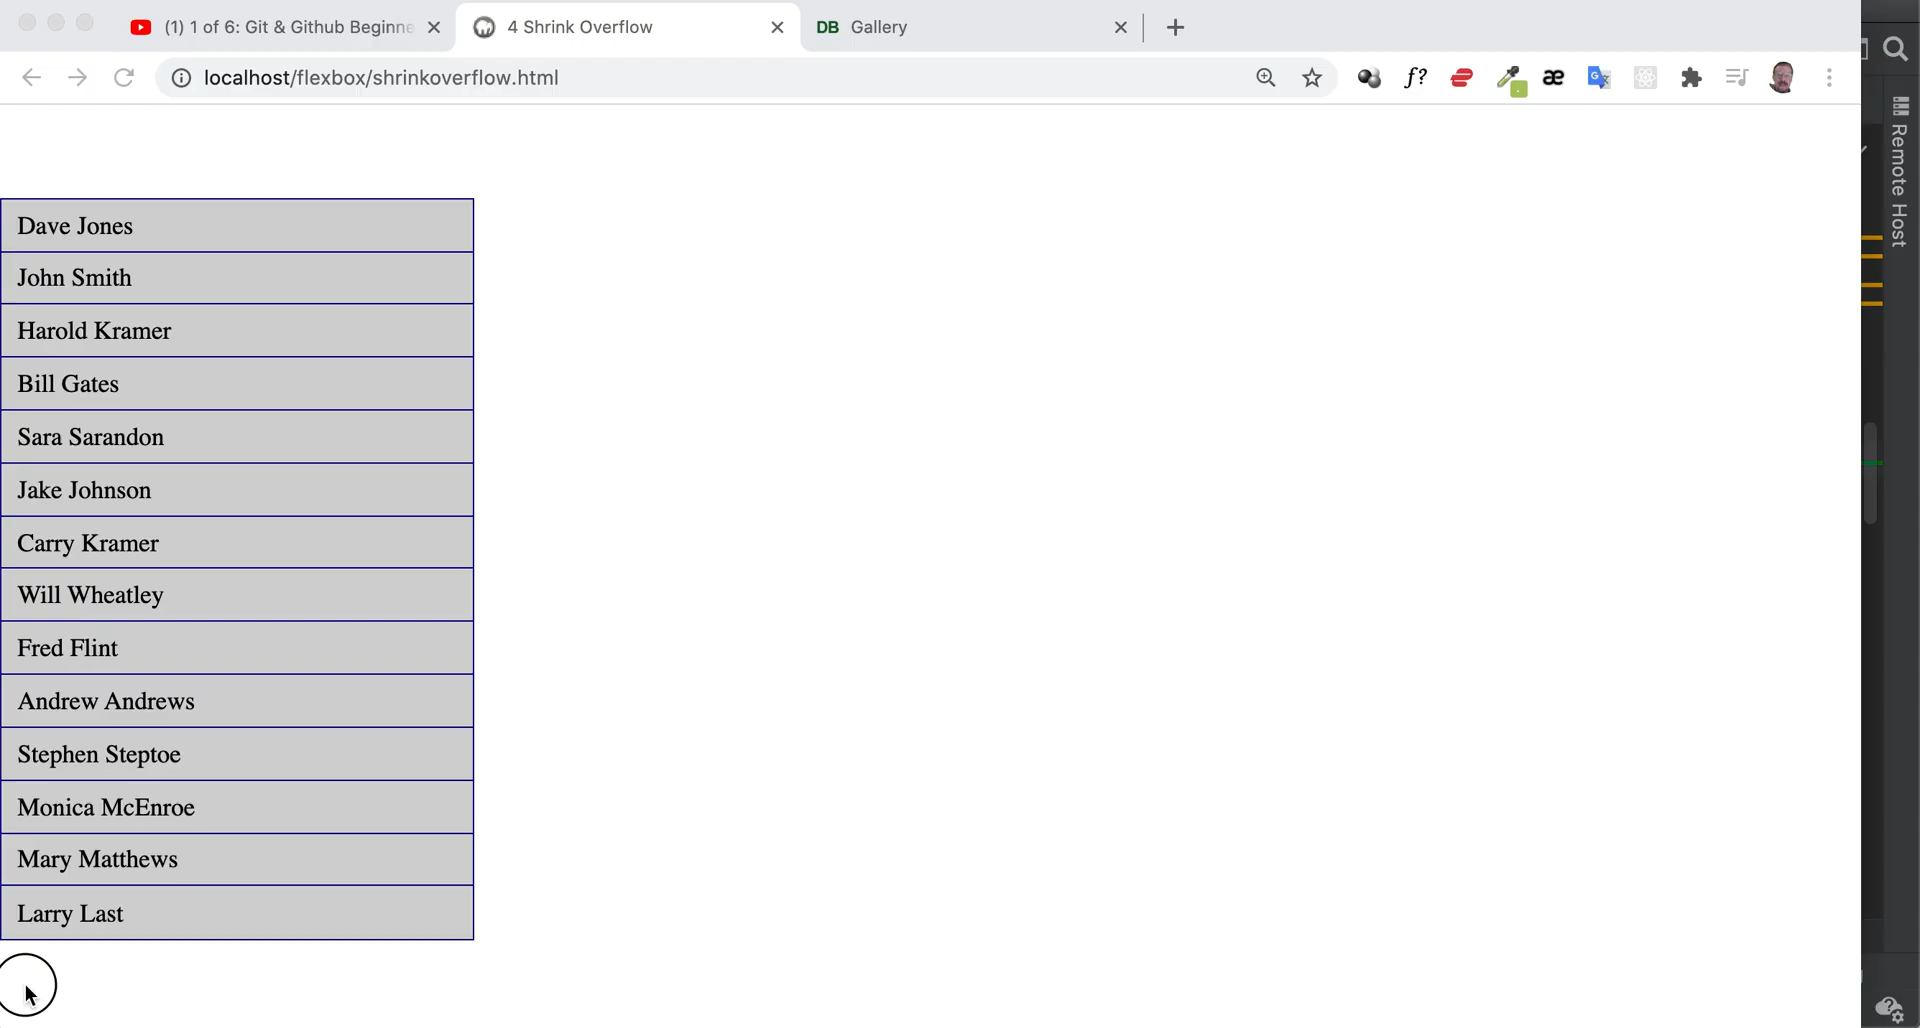 (1) 1 of 6: Git & Github Beginne
4 Shrink Overflow
DB Gallery
localhost/flexbox/shrinkoverflow.html
f?
æ
Remote Host
Dave Jones
John Smith
Harold Kramer
Bill Gates
Sara Sarandon
Jake Johnson
Carry Kramer
Will Wheatley
Fred Flint
Andrew Andrews
Stephen Steptoe
Monica McEnroe
Mary Matthews
Larry Last